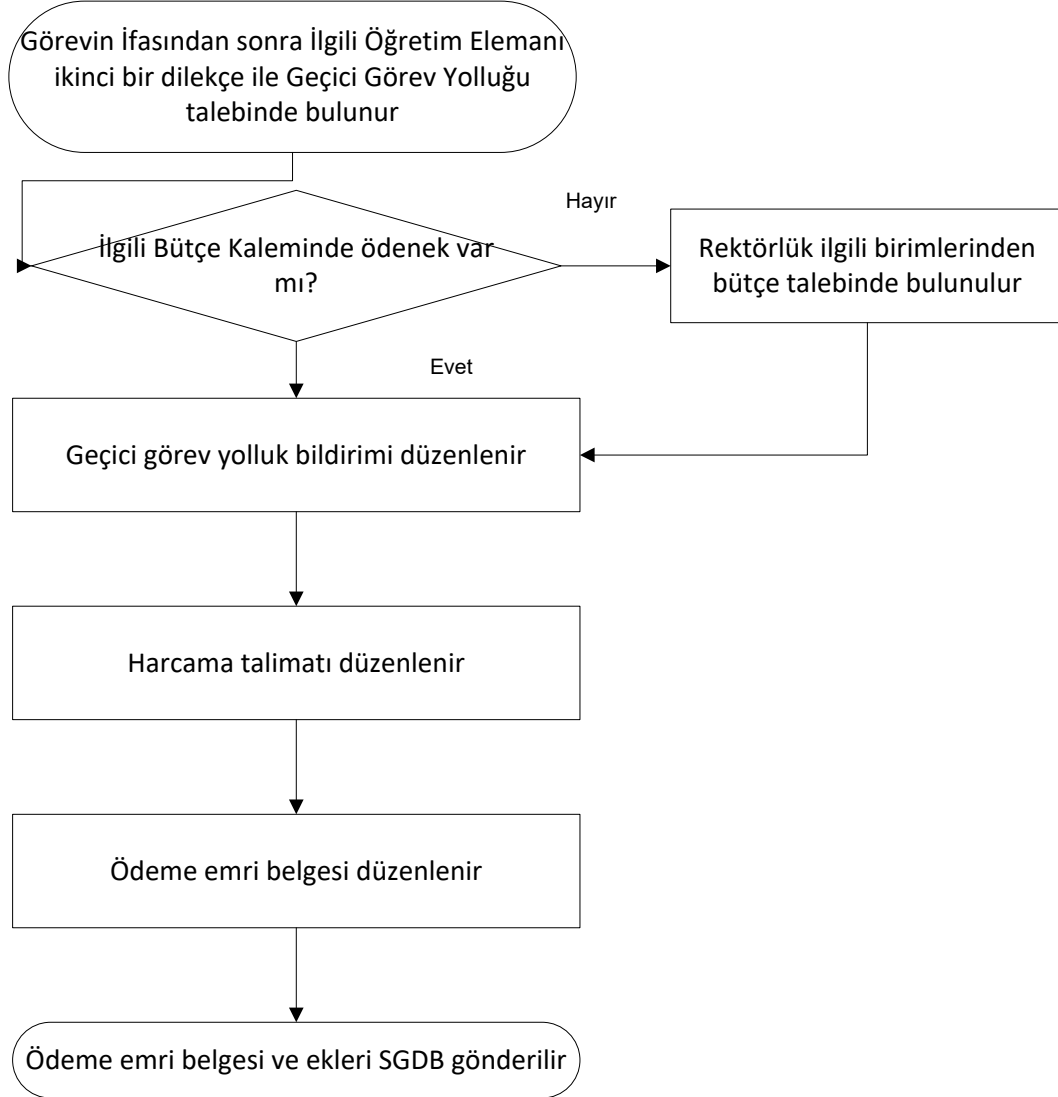 Görevin İfasından sonra İlgili Öğretim Elemanı
ikinci bir dilekçe ile Geçici Görev Yolluğu
talebinde bulunur
Hayır
İlgili Bütçe Kaleminde ödenek var
mı?
Rektörlük ilgili birimlerinden
bütçe talebinde bulunulur
Evet
Geçici görev yolluk bildirimi düzenlenir
Harcama talimatı düzenlenir
Ödeme emri belgesi düzenlenir
Ödeme emri belgesi ve ekleri SGDB gönderilir